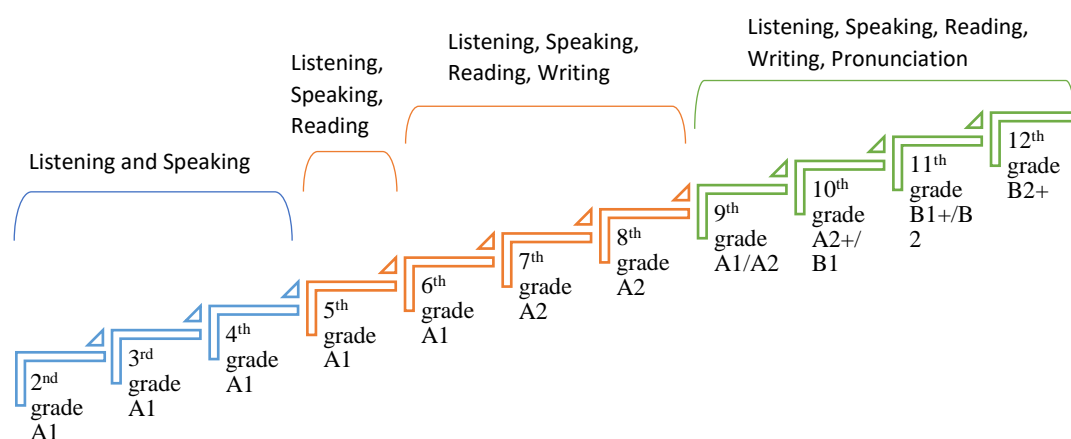 Listening and Speaking
Listening,
Speaking,
Reading
Listening, Speaking,
Reading, Writing
Listening, Speaking, Reading,
Writing, Pronunciation
2nd
grade
A1
3rd
grade
A1
4th
grade
A1
5th
grade
A1
6th
grade
A1
7th
grade
A2
8th
grade
A2
9th
grade
A1/A2
10th
grade
A2+/
B1
11th
grade
B1+/B
2
12th
grade
B2+